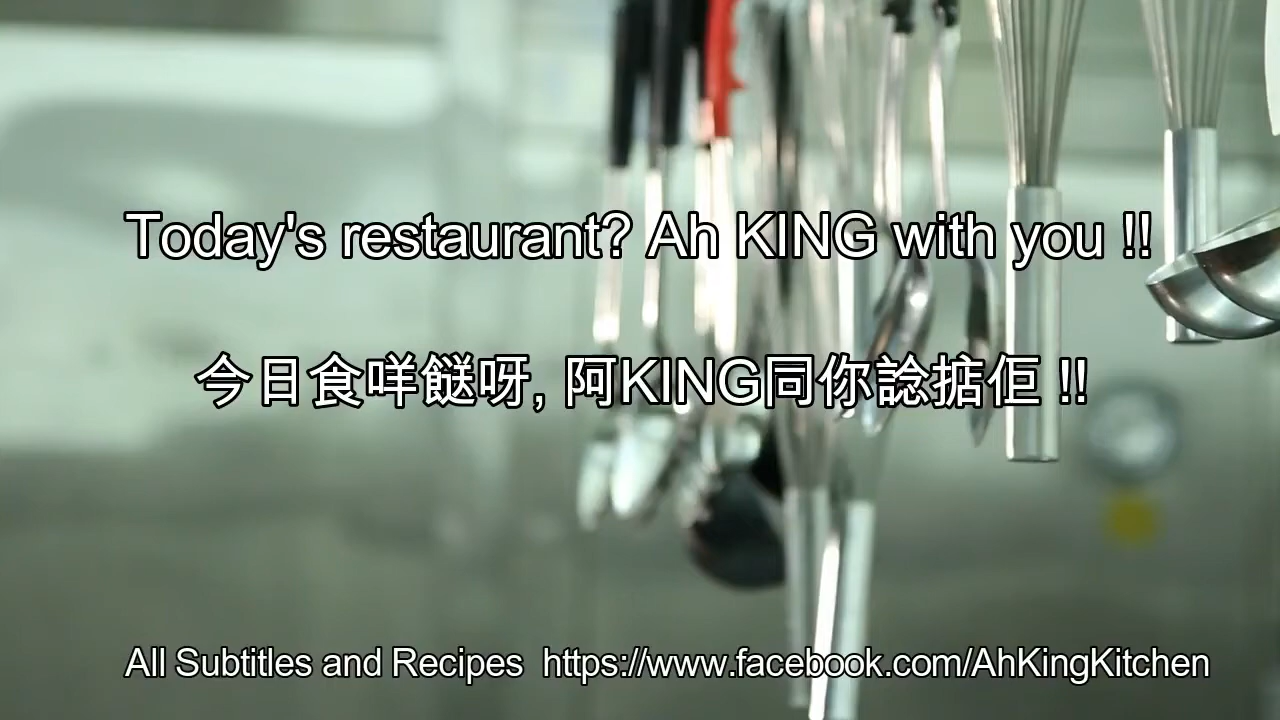 Today's restaurant? Ah KING with you !!
今日食咩餸呀, 阿KING同你諗掂佢 !!
All Subtitles and Recipes https://www.facebook.com/AhKingKitchen